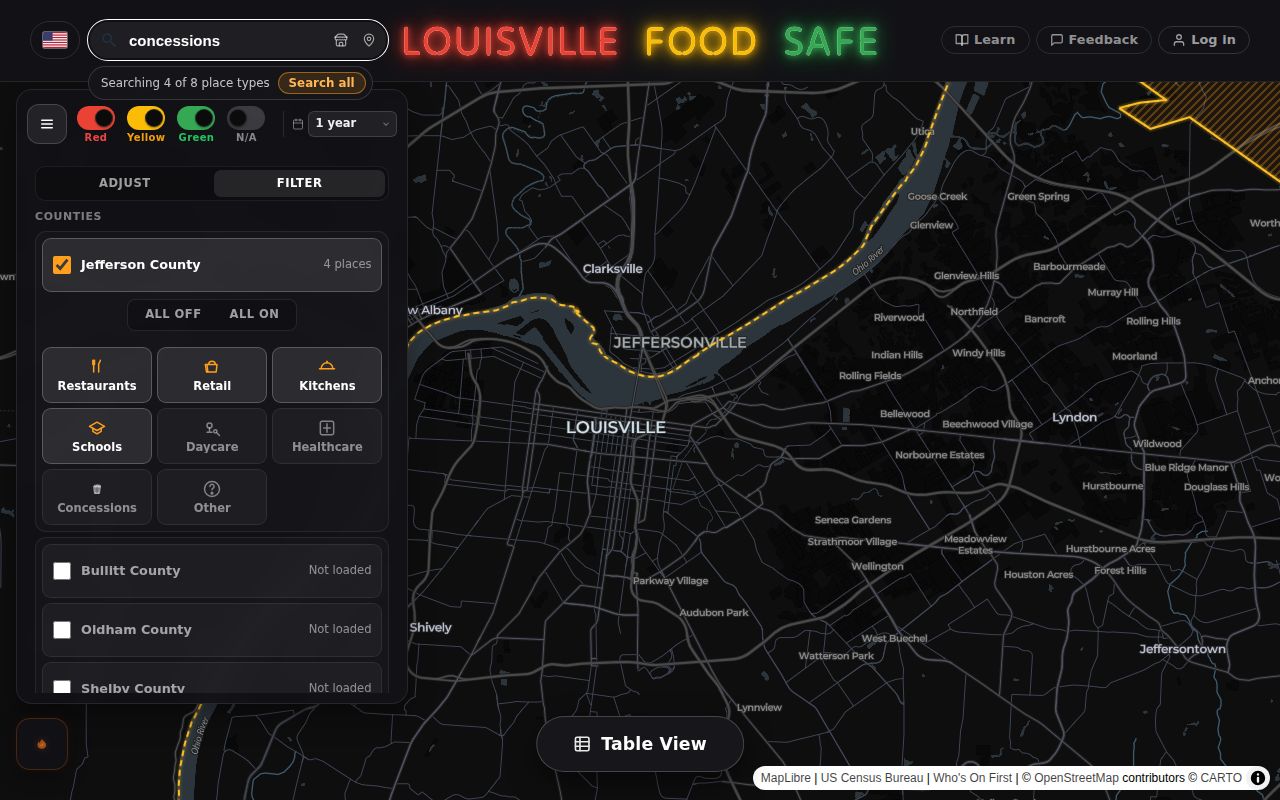 concessions
LOUISVILLE FOOD SAFE
Learn
Feedback
Log In
Searching 4 of 8 place types
Search all
Red
Yellow
Green
N/A
1 year
ADJUST
FILTER
COUNTIES
Jefferson County
4 places
ALL OFF
ALL ON
Restaurants
Retail
Kitchens
Schools
Daycare
Healthcare
Concessions
Other
Bullitt County
Not loaded
Oldham County
Not loaded
Shelby County
Not loaded
Utica
Goose Creek
Green Spring
Glenview
Worth
Ohio River
Clarksville
Glenview Hills
Barbourmeade
Murray Hill
w Albany
Riverwood
Northfield
Bancroft
Rolling Hills
JEFFERSONVILLE
Indian Hills
Windy Hills
Moorland
Rolling Fields
Anchor
LOUISVILLE
Bellewood
Beechwood Village
Lyndon
Wildwood
Norbourne Estates
Blue Ridge Manor
Hurstbourne
Douglass Hills
Seneca Gardens
Strathmoor Village
Meadowview
Estates
Hurstbourne Acres
Wellington
Houston Acres
Forest Hills
Parkway Village
Audubon Park
Shively
West Buechel
Watterson Park
Jeffersontown
Lynnview
Ohio River
Table View
MapLibre | US Census Bureau | Who's On First | © OpenStreetMap contributors © CARTO